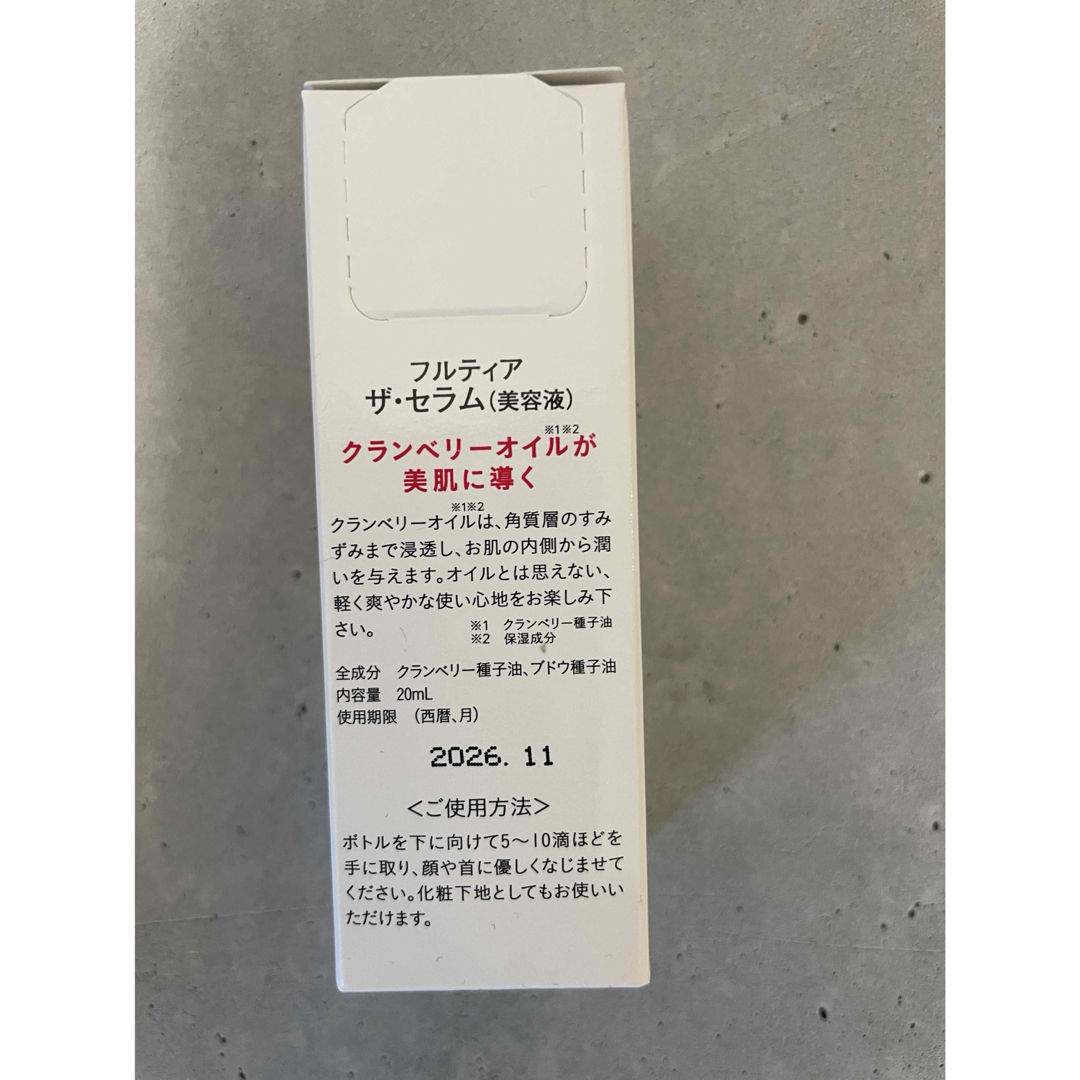 フルティア
ザ・セラム(美容液)
※1※2
クランベリーオイルが
美肌に導く
※1※2
クランベリーオイルは、角質層のすみ
ずみまで浸透し、お肌の内側から潤
いを与えます。オイルとは思えない、
軽く爽やかな使い心地をお楽しみ下
さい。
※1 クランベリー種子油
※2 保湿成分
全成分 クランベリー種子油、ブドウ種子油
内容量 20mL
使用期限 (西暦、月)
2026. 11
<ご使用方法>
ボトルを下に向けて5〜10滴ほどを
手に取り、顔や首に優しくなじませて
ください。化粧下地としてもお使いい
ただけます。